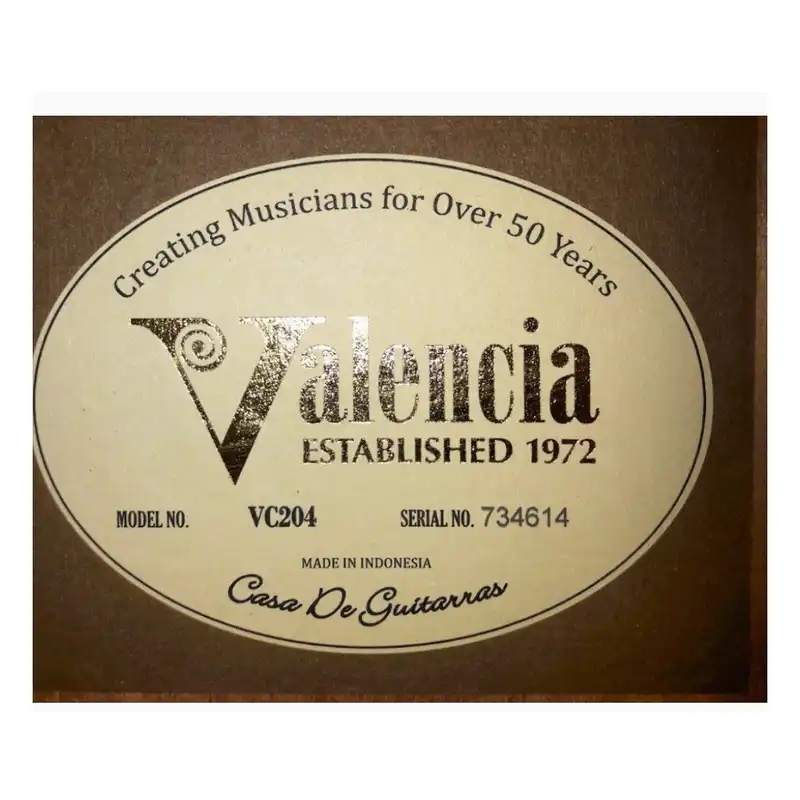 Creating Musicians for Over 50 Years
Valencia
ESTABLISHED 1972
MODEL NO. VC204 SERIAL NO. 734614
MADE IN INDONESIA
Casa De Guitarras